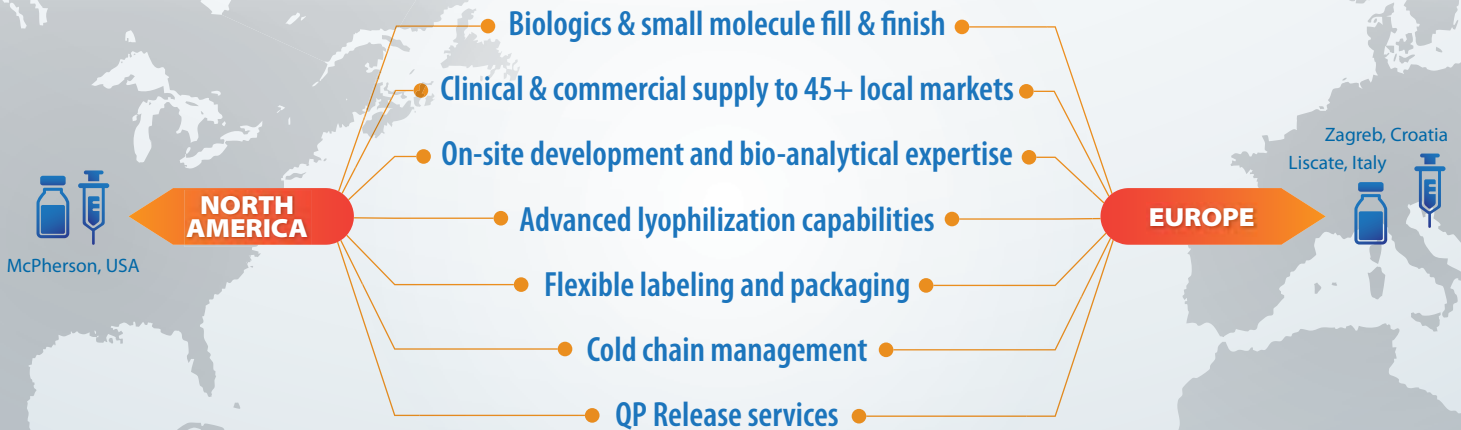 Biologics & small molecule fill & finish
Clinical & commercial supply to 45+ local markets
On-site development and bio-analytical expertise
Advanced lyophilization capabilities
Flexible labeling and packaging
Cold chain management
QP Release services
NORTH
AMERICA
E
McPherson, USA
EUROPE
Zagreb, Croatia
Liscate, Italy
E